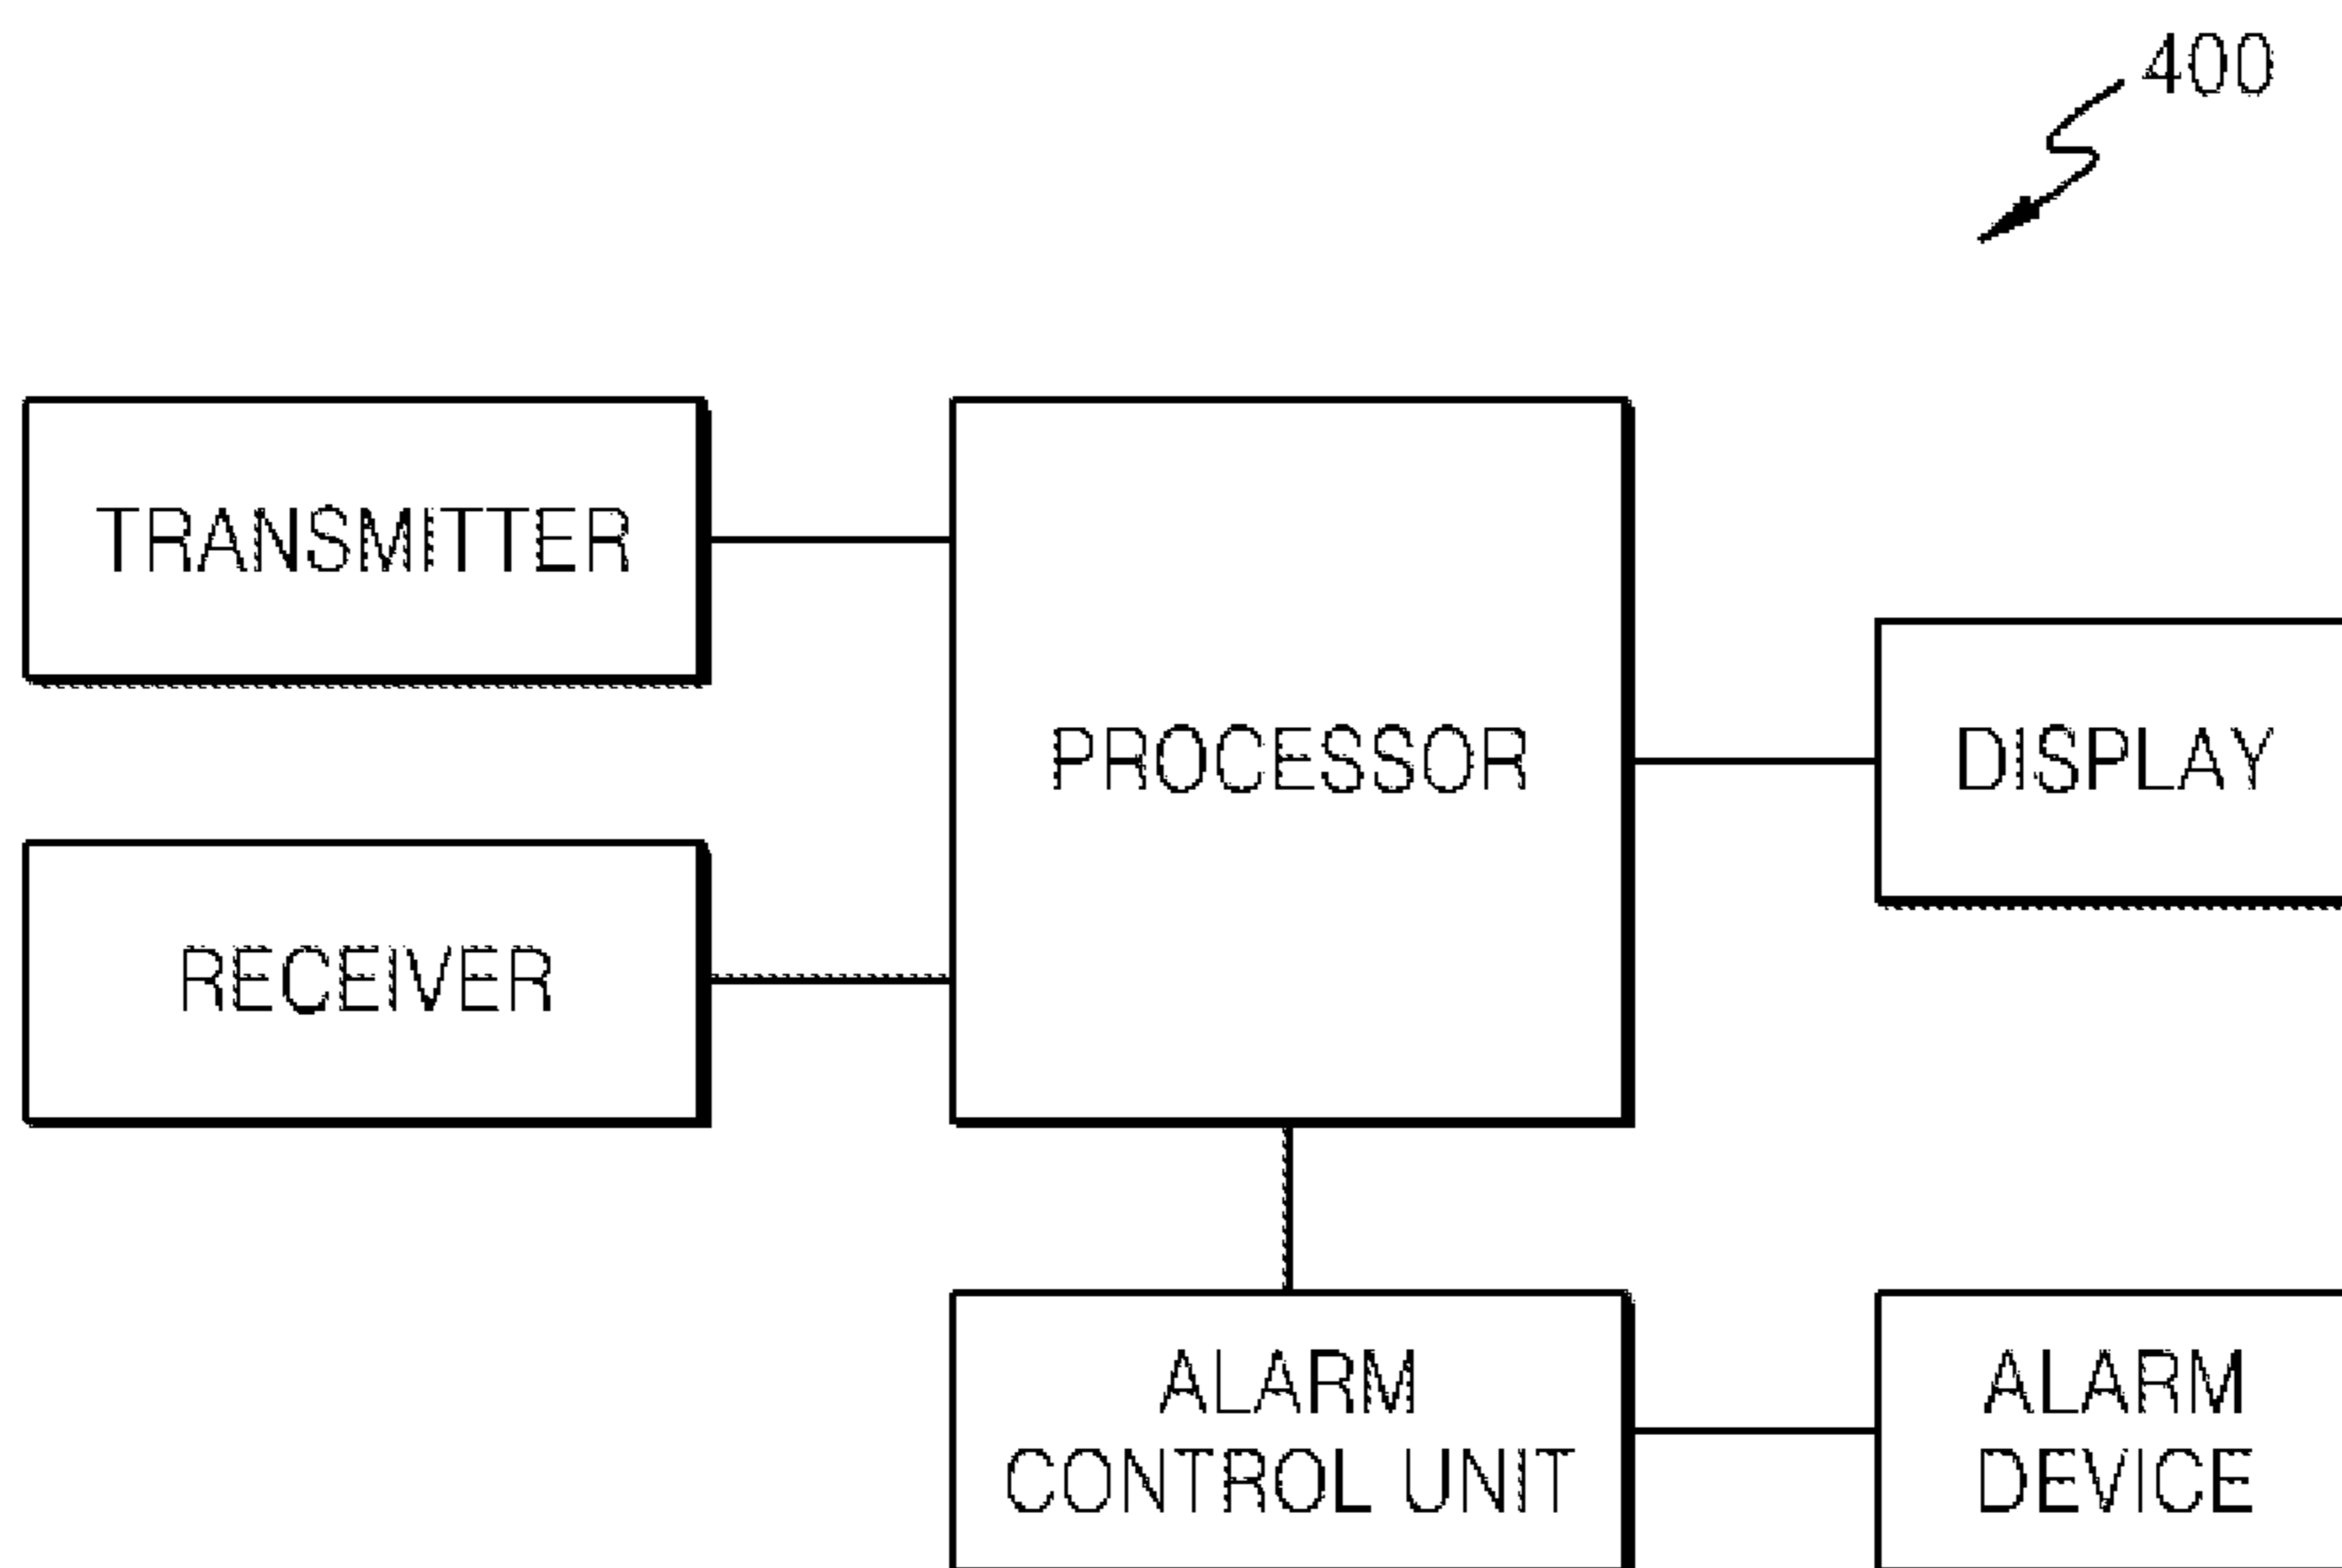 400
TRANSMITTER
PROCESSOR
DISPLAY
RECEIVER
ALARM
CONTROL UNIT
ALARM
DEVICE